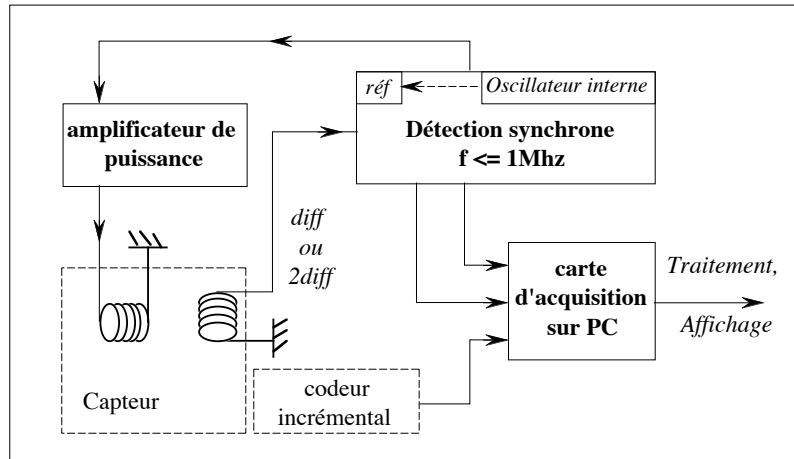 réf
Oscillateur interne
amplificateur de
puissance
Détection synchrone
f <= 1Mhz
diff
ou
2diff
carte
d'acquisition
sur PC
Traitement,
Affichage
Capteur
codeur
incrémental